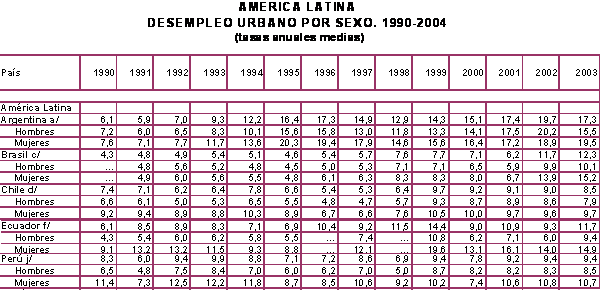 AMERICA LATINA
DESEMPLEO URBANO POR SEXO. 1990-2004
(tasas anuales medias)
País 1990 1991 1992 1993 1994 1995 1996 1997 1998 1999 2000 2001 2002 2003
América Latina
Argentina a/ 6,1 5,9 7,0 9,3 12,2 16,4 17,3 14,9 12,9 14,3 15,1 17,4 19,7 17,3
Hombres 7,2 6,0 6,5 8,3 10,1 15,6 15,8 13,0 11,8 13,3 14,1 17,5 20,2 15,5
Mujeres 7,6 7,1 7,7 11,7 13,6 20,3 19,4 17,9 14,6 15,6 16,4 17,2 18,9 19,5
Brasil c/ 4,3 4,8 4,9 5,4 5,1 4,6 5,4 5,7 7,6 7,7 7,1 6,2 11,7 12,3
Hombres ... 4,8 5,6 5,2 4,8 4,5 5,0 5,3 7,1 7,1 6,5 5,9 9,9 10,1
Mujeres ... 4,9 6,0 5,6 5,5 4,8 6,1 6,3 8,3 8,3 8,0 6,7 13,9 15,2
Chile d/ 7,4 7,1 6,2 6,4 7,8 6,6 5,4 5,3 6,4 9,7 9,2 9,1 9,0 8,5
Hombres 6,6 6,1 5,0 5,3 6,5 5,5 4,8 4,7 5,7 9,3 8,7 8,9 8,6 7,9
Mujeres 9,2 9,4 8,9 8,8 10,3 8,9 6,7 6,6 7,6 10,5 10,0 9,7 9,6 9,7
Ecuador f/ 6,1 8,5 8,9 8,3 7,1 6,9 10,4 9,2 11,5 14,4 9,0 10,9 9,3 11,7
Hombres 4,3 5,4 6,0 6,2 5,8 5,5 ... 7,4 ... 10,8 6,2 7,1 6,0 9,4
Mujeres 9,1 13,2 13,2 11,5 9,3 8,8 ... 12,1 ... 19,6 13,1 16,1 14,0 14,9
Perú j/ 8,3 6,0 9,4 9,9 8,8 7,1 7,2 8,6 6,9 9,4 7,8 9,2 9,4 9,4
Hombres 6,5 4,8 7,5 8,4 7,0 6,0 6,2 7,0 5,0 8,7 8,2 8,2 8,3 8,5
Mujeres 11,4 7,3 12,5 12,2 11,8 8,7 8,5 10,6 9,2 10,2 7,4 10,6 10,8 10,7